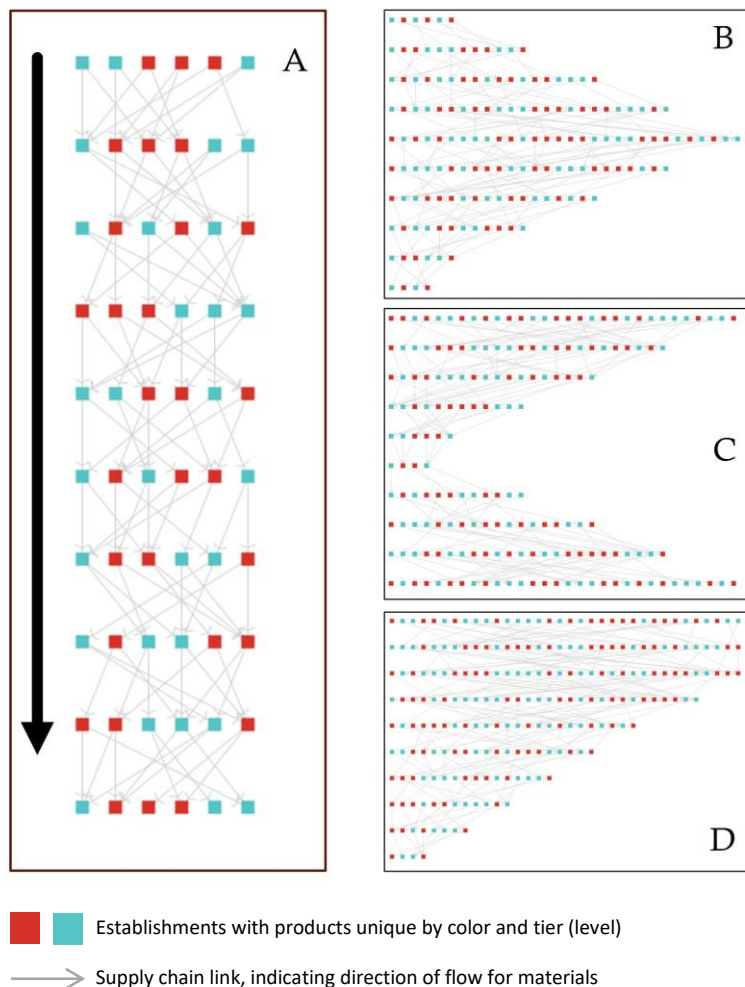 A
B
C
D
Establishments with products unique by color and tier (level)
Supply chain link, indicating direction of flow for materials